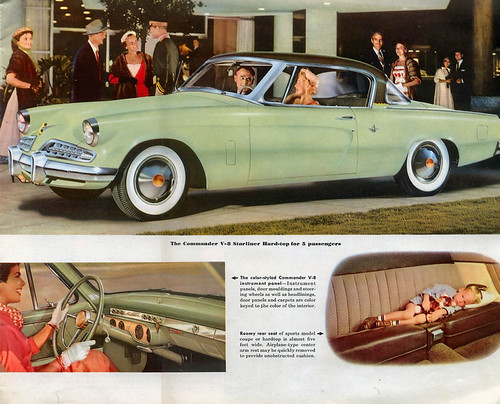 The Commander V-8 Starliner Hard-top for 5 passengers
The color-styled Commander V-8
instrument panel—Instrument
panels, door mouldings and steer-
ing wheels as well as headlinings,
door panels and carpets are color
keyed to the color of the interior.
Roomy rear seat of sports model
coupe or hardtop is almost five
feet wide. Airplane-type center
arm rest may be quickly removed
to provide unobstructed cushion.